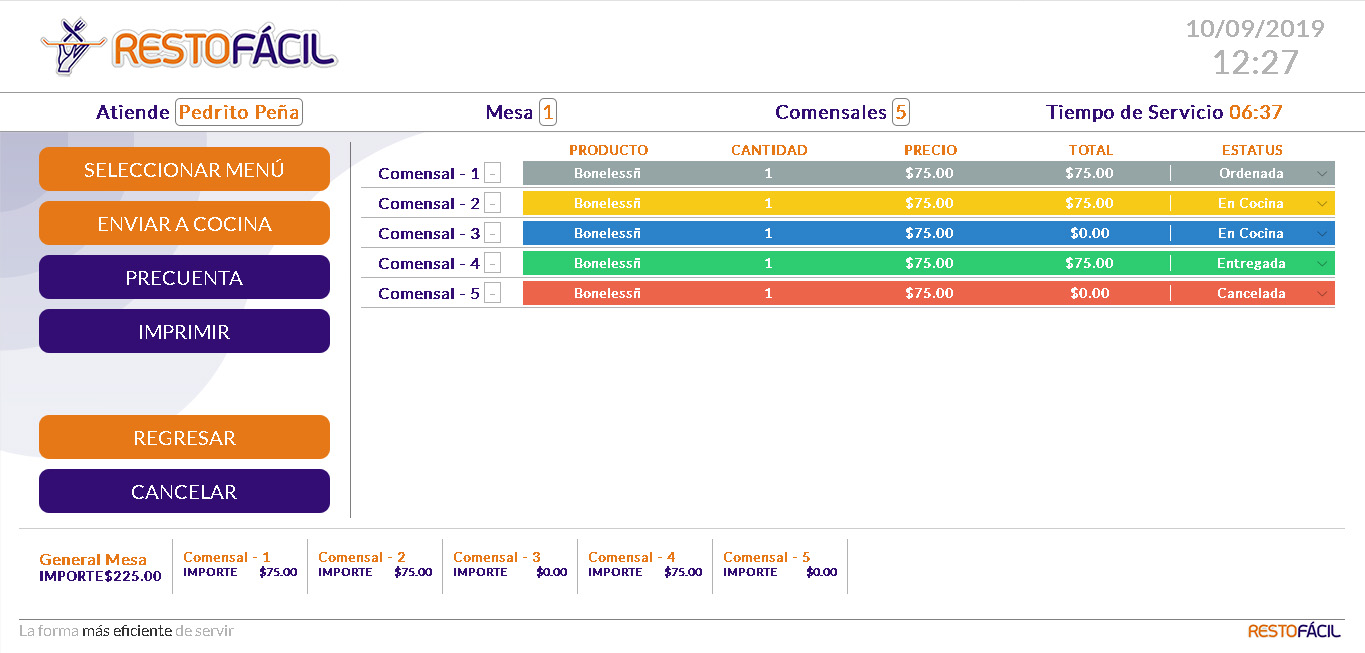 RESTOFÁCIL
10/09/2019
12:27
Atiende Pedrito Peña Mesa 1 Comensales 5 Tiempo de Servicio 06:37
SELECCIONAR MENÚ
ENVIAR A COCINA
PRECUENTA
IMPRIMIR
REGRESAR
CANCELAR
PRODUCTO CANTIDAD PRECIO TOTAL ESTATUS
Comensal - 1 - Bonelessñ 1 $75.00 $75.00 Ordenada
Comensal - 2 - Bonelessñ 1 $75.00 $75.00 En Cocina
Comensal - 3 - Bonelessñ 1 $75.00 $0.00 En Cocina
Comensal - 4 - Bonelessñ 1 $75.00 $75.00 Entregada
Comensal - 5 - Bonelessñ 1 $75.00 $0.00 Cancelada
General Mesa
IMPORTE$225.00
Comensal - 1
IMPORTE $75.00
Comensal - 2
IMPORTE $75.00
Comensal - 3
IMPORTE $0.00
Comensal - 4
IMPORTE $75.00
Comensal - 5
IMPORTE $0.00
La forma más eficiente de servir
RESTOFÁCIL